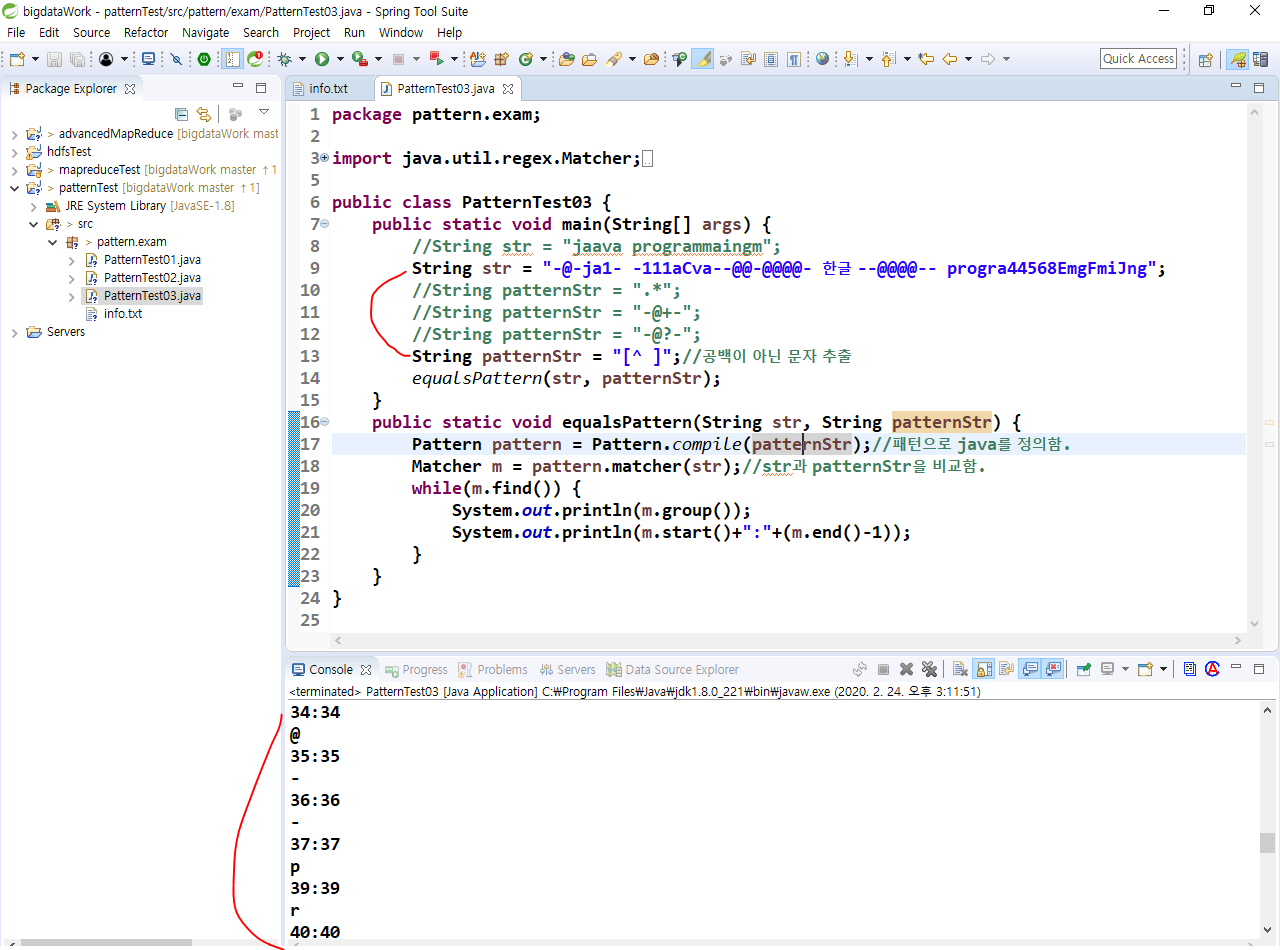 bigdataWork - patternTest/src/pattern/exam/PatternTest03.java - Spring Tool Suite
File Edit Source Refactor Navigate Search Project Run Window Help
Quick Access
Package Explorer
> advancedMapReduce [bigdataWork mast
hdfsTest
> mapreduceTest [bigdataWork master ↑1
> patternTest [bigdataWork master ↑1]
JRE System Library [JavaSE-1.8]
> src
> pattern.exam
PatternTest01.java
PatternTest02.java
PatternTest03.java
info.txt
Servers
info.txt PatternTest03.java
1 package pattern.exam;
2
3 import java.util.regex.Matcher;
5
6 public class PatternTest03 {
7 public static void main(String[] args) {
8 //String str = "jaava programmaingm";
9 String str = "-@-ja1- -111aCva--@@-@@@@- 한글 --@@@@-- progra44568EmgFmiJng";
10 //String patternStr = ".*";
11 //String patternStr = "-@+-";
12 //String patternStr = "-@?-";
13 String patternStr = "[^ ]";//공백이 아닌 문자 추출
14 equalsPattern(str, patternStr);
15 }
16 public static void equalsPattern(String str, String patternStr) {
17 Pattern pattern = Pattern.compile(patternStr);//패턴으로 java를 정의함.
18 Matcher m = pattern.matcher(str);//str과 patternStr을 비교함.
19 while(m.find()) {
20 System.out.println(m.group());
21 System.out.println(m.start()+":"+(m.end()-1));
22 }
23 }
24 }
25
Console Progress Problems Servers Data Source Explorer
<terminated> PatternTest03 [Java Application] C:₩Program Files₩Java₩jdk1.8.0_221₩bin₩javaw.exe (2020. 2. 24. 오후 3:11:51)
34:34
@
35:35
-
36:36
-
37:37
p
39:39
r
40:40